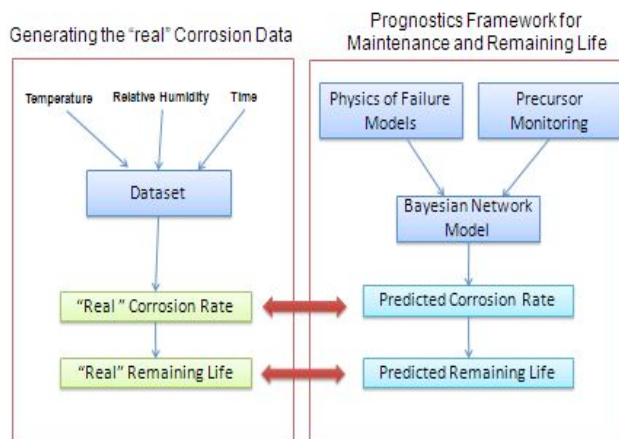 Generating the "real" Corrosion Data
Temperature
Relative Humidity
Time
Dataset
"Real" Corrosion Rate
"Real" Remaining Life
Prognostics Framework for
Maintenance and Remaining Life
Physics of Failure
Models
Precursor
Monitoring
Bayesian Network
Model
Predicted Corrosion Rate
Predicted Remaining Life